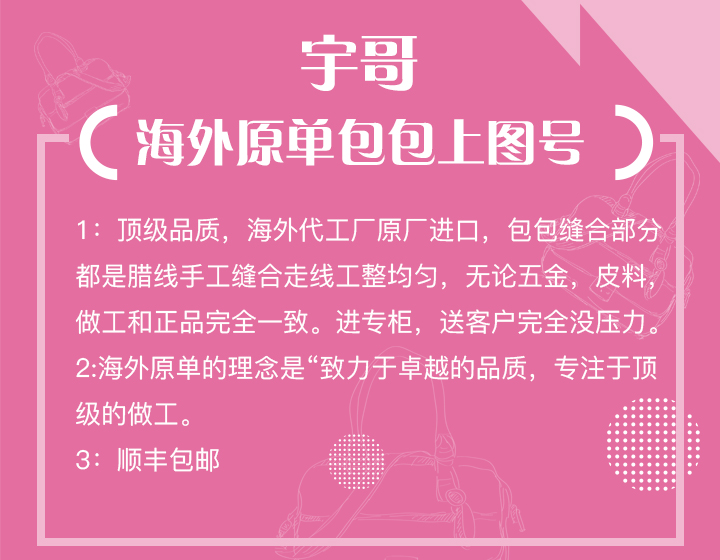 宇哥
（海外原单包包上图号）
1：顶级品质，海外代工厂原厂进口，包包缝合部分
都是腊线手工缝合走线工整均匀，无论五金，皮料，
做工和正品完全一致。进专柜，送客户完全没压力。
2:海外原单的理念是“致力于卓越的品质，专注于顶
级的做工。
3：顺丰包邮